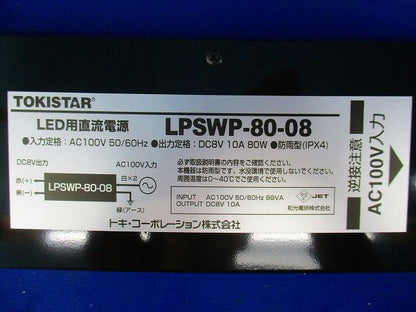 TOKISTAR®
LED用直流電源 LPSWP-80-08
●入力定格：AC100V 50/60Hz ●出力定格：DC8V 10A 80W ●防雨型(IPX4)
DC8V出力
AC100V入力
赤(+)
黒(−)
LPSWP-80-08
白×2
緑(アース)
必ず取扱説明書の内容をご確認ください。
本機器は防雨型です。水没環境で使用しないでください。
周囲温度は0〜40℃でご使用ください。
INPUT AC100V 50/60Hz 99VA
OUTPUT DC8V 10A
JET
和光電研株式会社
トキ・コーポレーション株式会社
逆接注意
AC100V入力